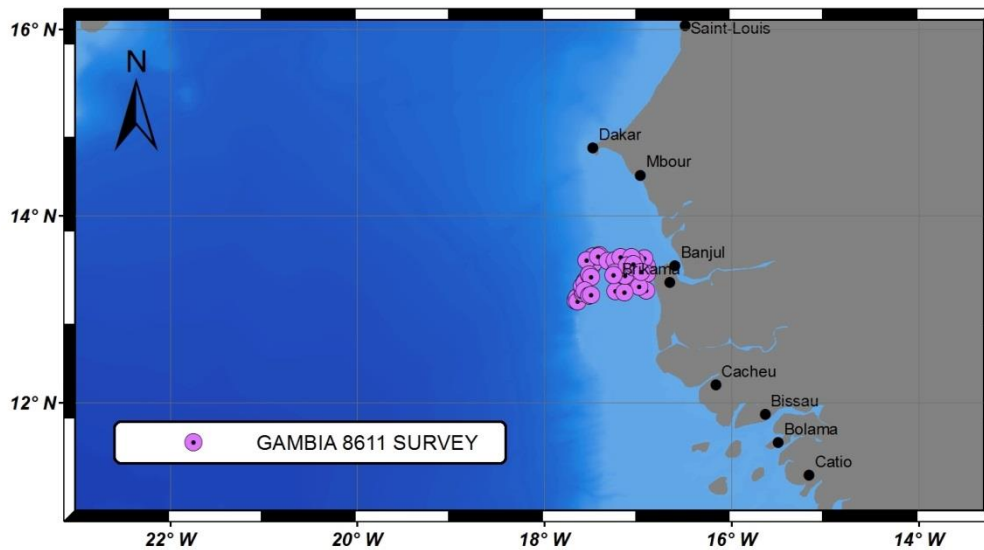 16° N
Saint-Louis
N
Dakar
Mbour
14° N
Banjul
Brikama
Cacheu
12° N
Bissau
Bolama
GAMBIA 8611 SURVEY
Catio
22° W
20° W
18° W
16° W
14° W